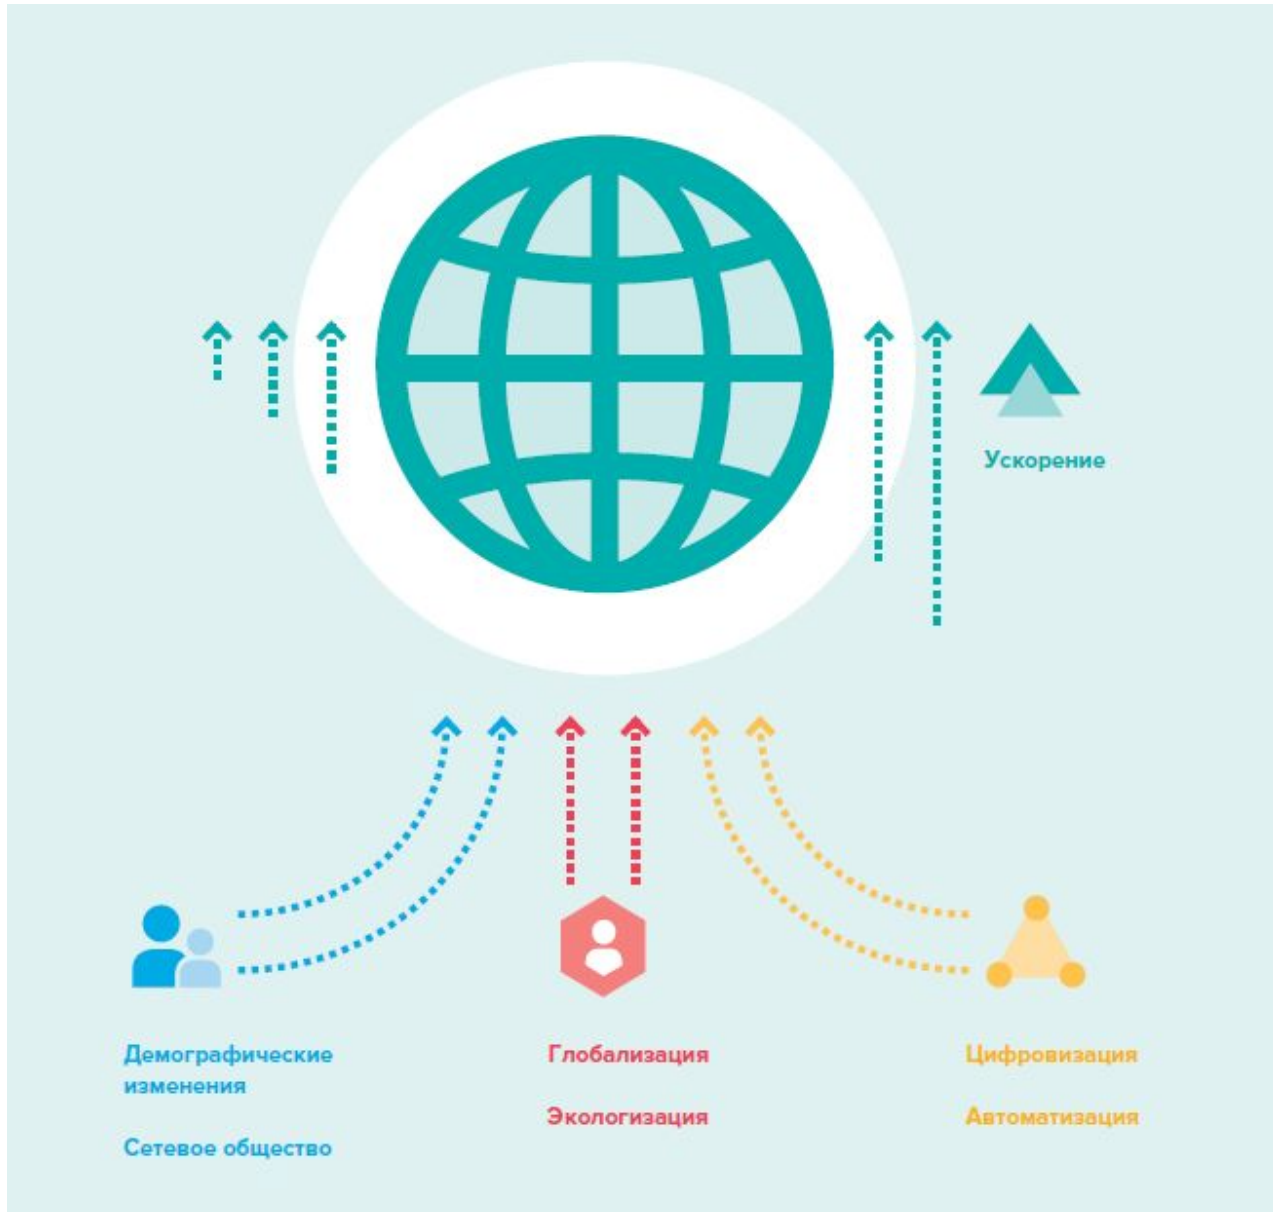 Ускорение
Демографические
изменения
Сетевое общество
Глобализация
Экологизация
Цифровизация
Автоматизация